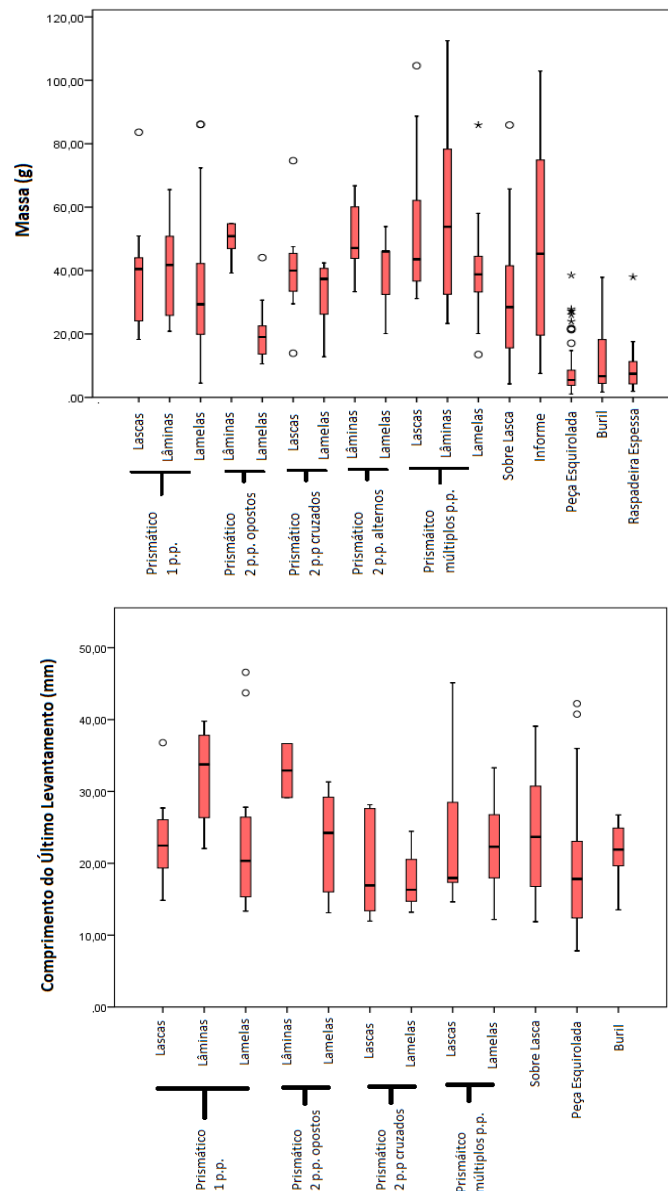 Massa (g)
120,00
100,00
80,00
60,00
40,00
20,00
,00
Lascas
Lâminas
Lamelas
Lâminas
Lamelas
Lascas
Lamelas
Lâminas
Lamelas
Lascas
Lâminas
Lamelas
Sobre Lasca
Informe
Peça Esquirolada
Buril
Raspadeira Espessa
Prismático
1 p.p.
Prismático
2 p.p. opostos
Prismático
2 p.p cruzados
Prismático
2 p.p. alternos
Prismáitco
múltiplos p.p.
Comprimento do Último Levantamento (mm)
50,00
40,00
30,00
20,00
10,00
,00
Lascas
Lâminas
Lamelas
Lâminas
Lamelas
Lascas
Lamelas
Lascas
Lamelas
Sobre Lasca
Peça Esquirolada
Buril
Prismático
1 p.p.
Prismático
2 p.p. opostos
Prismático
2 p.p cruzados
Prismáitco
múltiplos p.p.